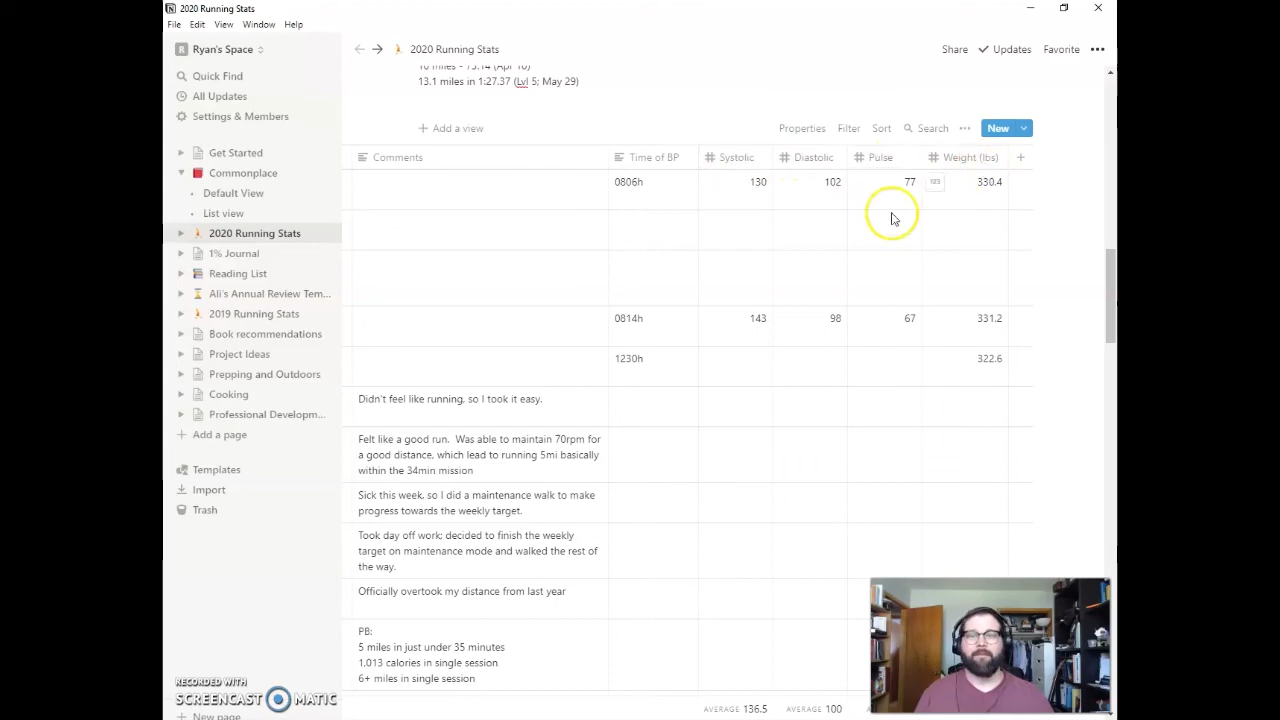 2020 Running Stats
File Edit View Window Help
R Ryan's Space
2020 Running Stats
Share Updates Favorite
Quick Find
All Updates
Settings & Members
Get Started
Commonplace
Default View
List view
2020 Running Stats
1% Journal
Reading List
Ali's Annual Review Tem...
2019 Running Stats
Book recommendations
Project Ideas
Prepping and Outdoors
Cooking
Professional Developm...
Add a page
Templates
Import
Trash
New page
13.1 miles in 1:27.37 (Lvl 5; May 29)
Add a view
Properties Filter Sort Search New
Comments Time of BP Systolic Diastolic Pulse Weight (lbs)
0806h 130 102 77 123 330.4
0814h 143 98 67 331.2
1230h 322.6
Didn't feel like running, so I took it easy.
Felt like a good run. Was able to maintain 70rpm for
a good distance, which lead to running 5mi basically
within the 34min mission
Sick this week, so I did a maintenance walk to make
progress towards the weekly target.
Took day off work; decided to finish the weekly
target on maintenance mode and walked the rest of
the way.
Officially overtook my distance from last year
PB:
5 miles in just under 35 minutes
1,013 calories in single session
6+ miles in single session
AVERAGE 136.5 AVERAGE 100
RECORDED WITH
SCREENCAST MATIC